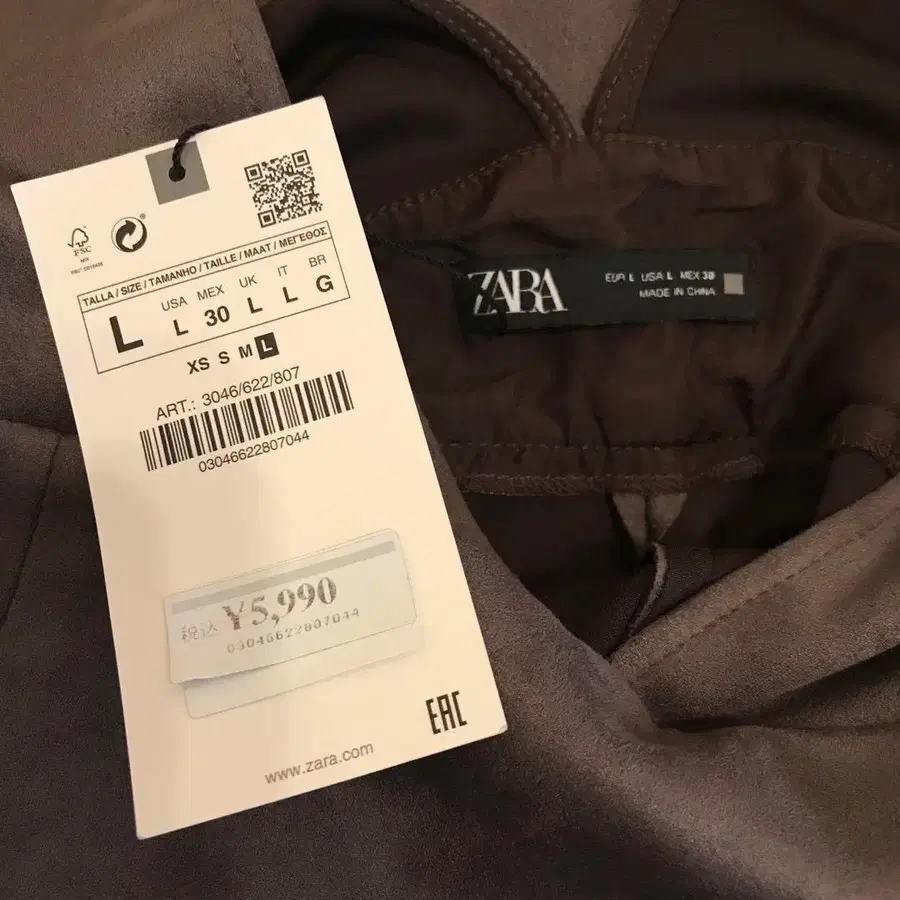 FSC
MIX
TALLA / SIZE / TAMANHO / TAILLE / MAAT / ΜΕΓΕΘΟΣ
L
USA MEX UK IT BR
L 30 L L G
XS S M L
ART.: 3046/622/807
03046622807044
税込 ¥5,990
03046622807044
www.zara.com
EAC
ZARA
EUR L USA L MEX 30
MADE IN CHINA